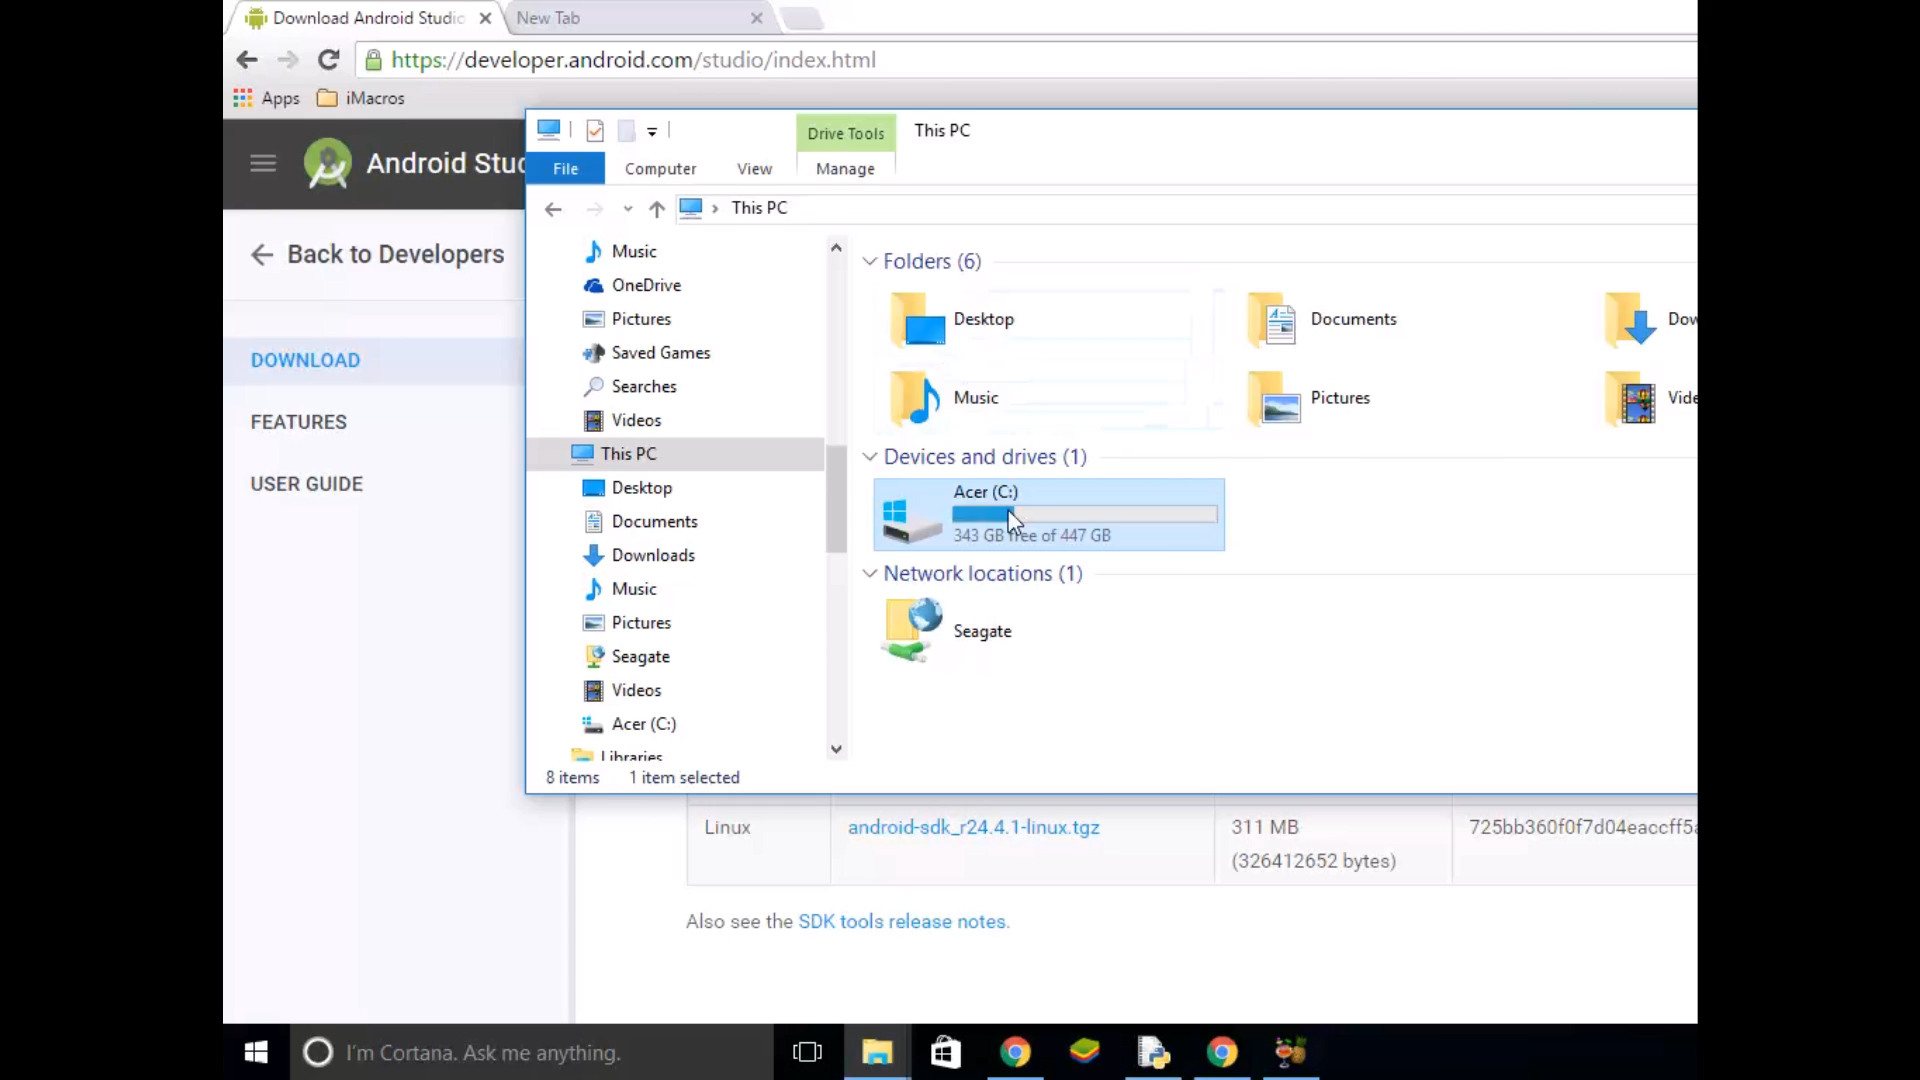 Download Android Studio
New Tab
https://developer.android.com/studio/index.html
Apps
iMacros
Android Stu
Back to Developers
DOWNLOAD
FEATURES
USER GUIDE
Drive Tools
This PC
File
Computer
View
Manage
This PC
Music
OneDrive
Pictures
Saved Games
Searches
Videos
This PC
Desktop
Documents
Downloads
Music
Pictures
Seagate
Videos
Acer (C:)
Libraries
Folders (6)
Desktop
Documents
Dow
Music
Pictures
Vide
Devices and drives (1)
Acer (C:)
343 GB free of 447 GB
Network locations (1)
Seagate
8 items
1 item selected
Linux
android-sdk_r24.4.1-linux.tgz
311 MB
(326412652 bytes)
725bb360f0f7d04eaccff5a
Also see the SDK tools release notes.
I'm Cortana. Ask me anything.